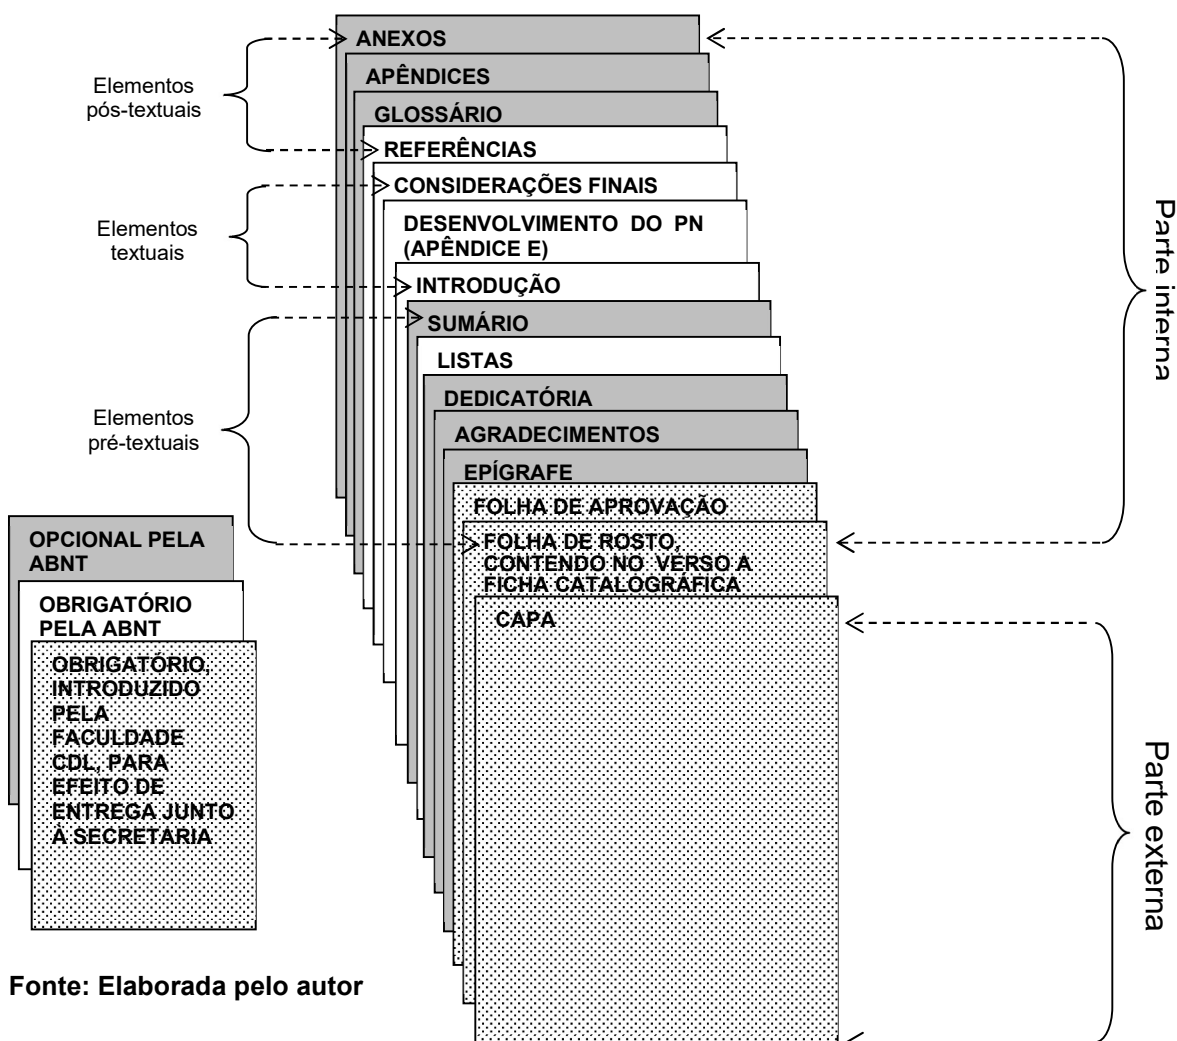 ANEXOS
APÊNDICES
GLOSSÁRIO
REFERÊNCIAS
CONSIDERAÇÕES FINAIS
DESENVOLVIMENTO DO PN
(APÊNDICE E)
INTRODUÇÃO
SUMÁRIO
LISTAS
DEDICATÓRIA
AGRADECIMENTOS
EPÍGRAFE
FOLHA DE APROVAÇÃO
FOLHA DE ROSTO,
CONTENDO NO VERSO A
FICHA CATALOGRÁFICA
CAPA
Elementos
pós-textuais
Elementos
textuais
Elementos
pré-textuais
Parte interna
Parte externa
OPCIONAL PELA
ABNT
OBRIGATÓRIO
PELA ABNT
OBRIGATÓRIO,
INTRODUZIDO
PELA
FACULDADE
CDL, PARA
EFEITO DE
ENTREGA JUNTO
À SECRETARIA
Fonte: Elaborada pelo autor